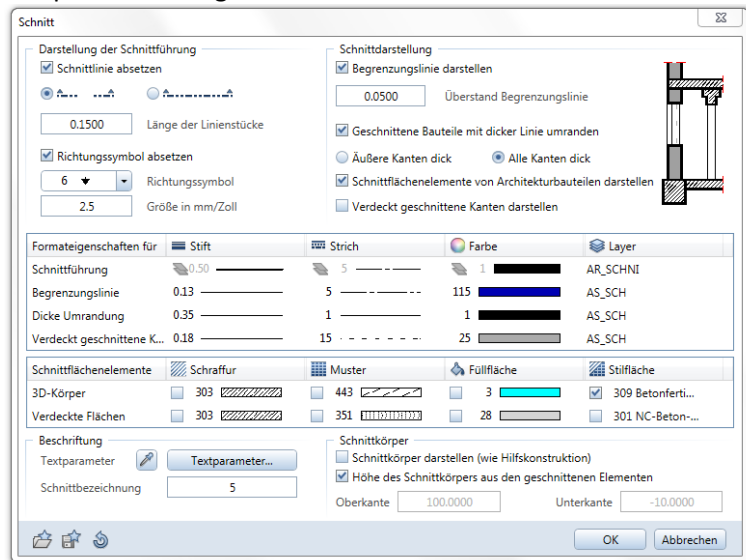 Schnitt
Darstellung der Schnittführung
Schnittlinie absetzen
0.1500 Länge der Linienstücke
Richtungssymbol absetzen
6 Richtungssymbol
2.5 Größe in mm/Zoll
Schnittdarstellung
Begrenzungslinie darstellen
0.0500 Überstand Begrenzungslinie
Geschnittene Bauteile mit dicker Linie umranden
Äußere Kanten dick Alle Kanten dick
Schnittflächenelemente von Architekturbauteilen darstellen
Verdeckt geschnittene Kanten darstellen
Formateigenschaften für Stift Strich Farbe Layer
Schnittführung 0.50 5 1 AR_SCHNI
Begrenzungslinie 0.13 5 115 AS_SCH
Dicke Umrandung 0.35 1 1 AS_SCH
Verdeckt geschnittene K... 0.18 15 25 AS_SCH
Schnittflächenelemente Schraffur Muster Füllfläche Stilfläche
3D-Körper 303 443 3 309 Betonferti...
Verdeckte Flächen 303 351 28 301 NC-Beton-...
Beschriftung
Textparameter Textparameter...
Schnittbezeichnung 5
Schnittkörper
Schnittkörper darstellen (wie Hilfskonstruktion)
Höhe des Schnittkörpers aus den geschnittenen Elementen
Oberkante 100.0000 Unterkante -10.0000
OK Abbrechen